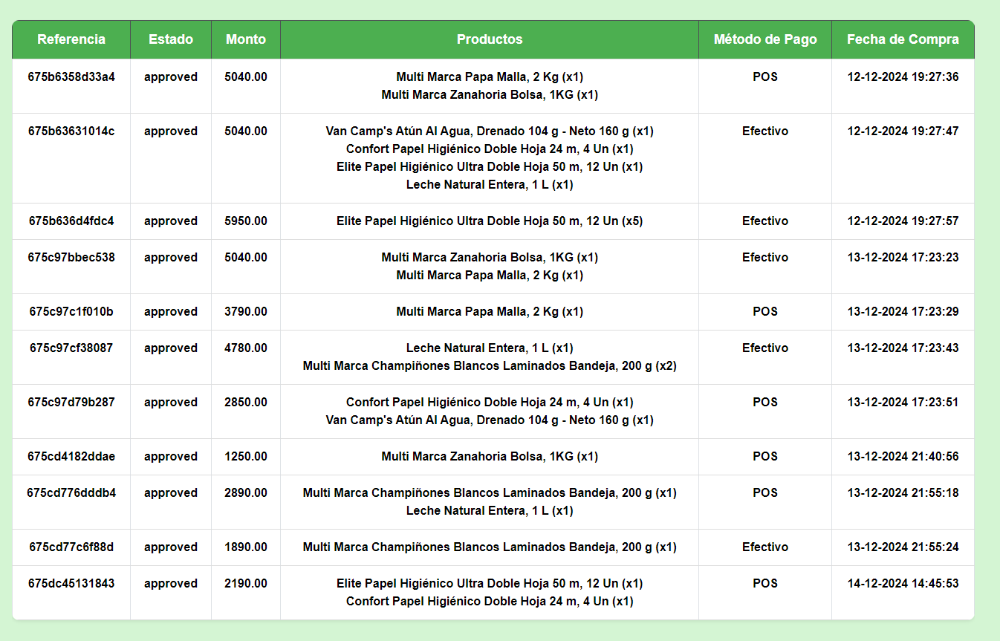 Referencia Estado Monto Productos Método de Pago Fecha de Compra
675b6358d33a4 approved 5040.00 Multi Marca Papa Malla, 2 Kg (x1) POS 12-12-2024 19:27:36
Multi Marca Zanahoria Bolsa, 1KG (x1)
675b63631014c approved 5040.00 Van Camp's Atún Al Agua, Drenado 104 g - Neto 160 g (x1) Efectivo 12-12-2024 19:27:47
Confort Papel Higiénico Doble Hoja 24 m, 4 Un (x1)
Elite Papel Higiénico Ultra Doble Hoja 50 m, 12 Un (x1)
Leche Natural Entera, 1 L (x1)
675b636d4fdc4 approved 5950.00 Elite Papel Higiénico Ultra Doble Hoja 50 m, 12 Un (x5) Efectivo 12-12-2024 19:27:57
675c97bbec538 approved 5040.00 Multi Marca Zanahoria Bolsa, 1KG (x1) Efectivo 13-12-2024 17:23:23
Multi Marca Papa Malla, 2 Kg (x1)
675c97c1f010b approved 3790.00 Multi Marca Papa Malla, 2 Kg (x1) POS 13-12-2024 17:23:29
675c97cf38087 approved 4780.00 Leche Natural Entera, 1 L (x1) Efectivo 13-12-2024 17:23:43
Multi Marca Champiñones Blancos Laminados Bandeja, 200 g (x2)
675c97d79b287 approved 2850.00 Confort Papel Higiénico Doble Hoja 24 m, 4 Un (x1) POS 13-12-2024 17:23:51
Van Camp's Atún Al Agua, Drenado 104 g - Neto 160 g (x1)
675cd4182ddae approved 1250.00 Multi Marca Zanahoria Bolsa, 1KG (x1) POS 13-12-2024 21:40:56
675cd776dddb4 approved 2890.00 Multi Marca Champiñones Blancos Laminados Bandeja, 200 g (x1) POS 13-12-2024 21:55:18
Leche Natural Entera, 1 L (x1)
675cd77c6f88d approved 1890.00 Multi Marca Champiñones Blancos Laminados Bandeja, 200 g (x1) Efectivo 13-12-2024 21:55:24
675dc45131843 approved 2190.00 Elite Papel Higiénico Ultra Doble Hoja 50 m, 12 Un (x1) POS 14-12-2024 14:45:53
Confort Papel Higiénico Doble Hoja 24 m, 4 Un (x1)